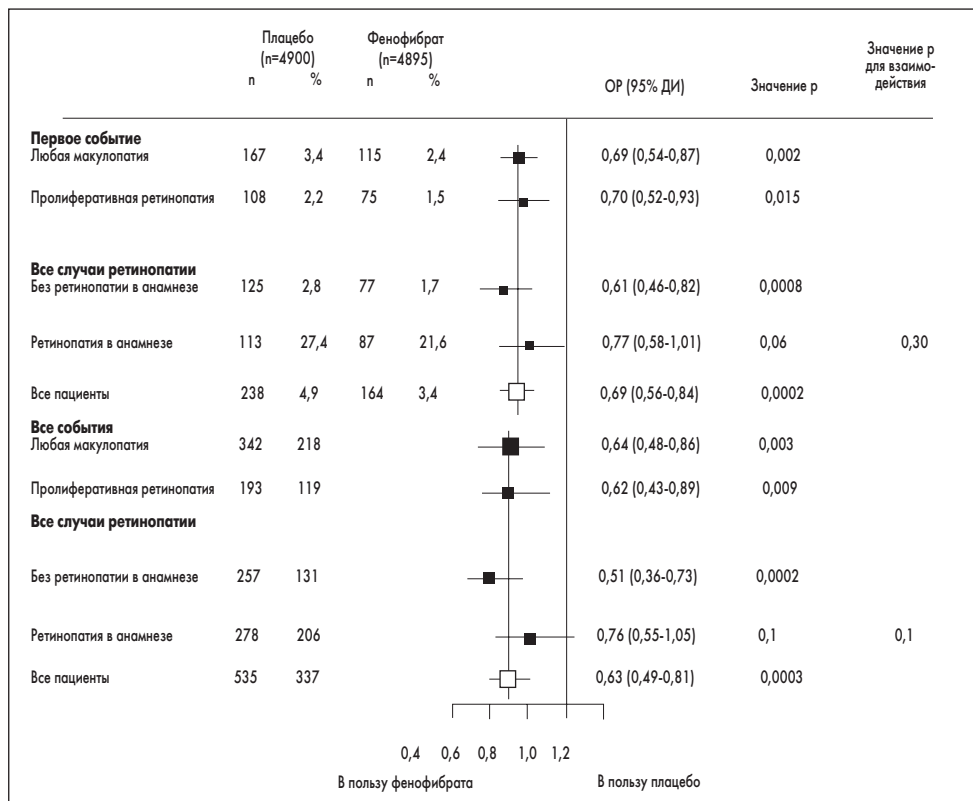 Плацебо Фенофибрат Значение p
(n=4900) (n=4895) для взаимо-
n % n % ОР (95% ДИ) Значение p действия
Первое событие
Любая макулопатия 167 3,4 115 2,4 0,69 (0,54-0,87) 0,002
Пролиферативная ретинопатия 108 2,2 75 1,5 0,70 (0,52-0,93) 0,015
Все случаи ретинопатии
Без ретинопатии в анамнезе 125 2,8 77 1,7 0,61 (0,46-0,82) 0,0008
Ретинопатия в анамнезе 113 27,4 87 21,6 0,77 (0,58-1,01) 0,06 0,30
Все пациенты 238 4,9 164 3,4 0,69 (0,56-0,84) 0,0002
Все события
Любая макулопатия 342 218 0,64 (0,48-0,86) 0,003
Пролиферативная ретинопатия 193 119 0,62 (0,43-0,89) 0,009
Все случаи ретинопатии
Без ретинопатии в анамнезе 257 131 0,51 (0,36-0,73) 0,0002
Ретинопатия в анамнезе 278 206 0,76 (0,55-1,05) 0,1 0,1
Все пациенты 535 337 0,63 (0,49-0,81) 0,0003
0,4 0,6 0,8 1,0 1,2
В пользу фенофибрата В пользу плацебо